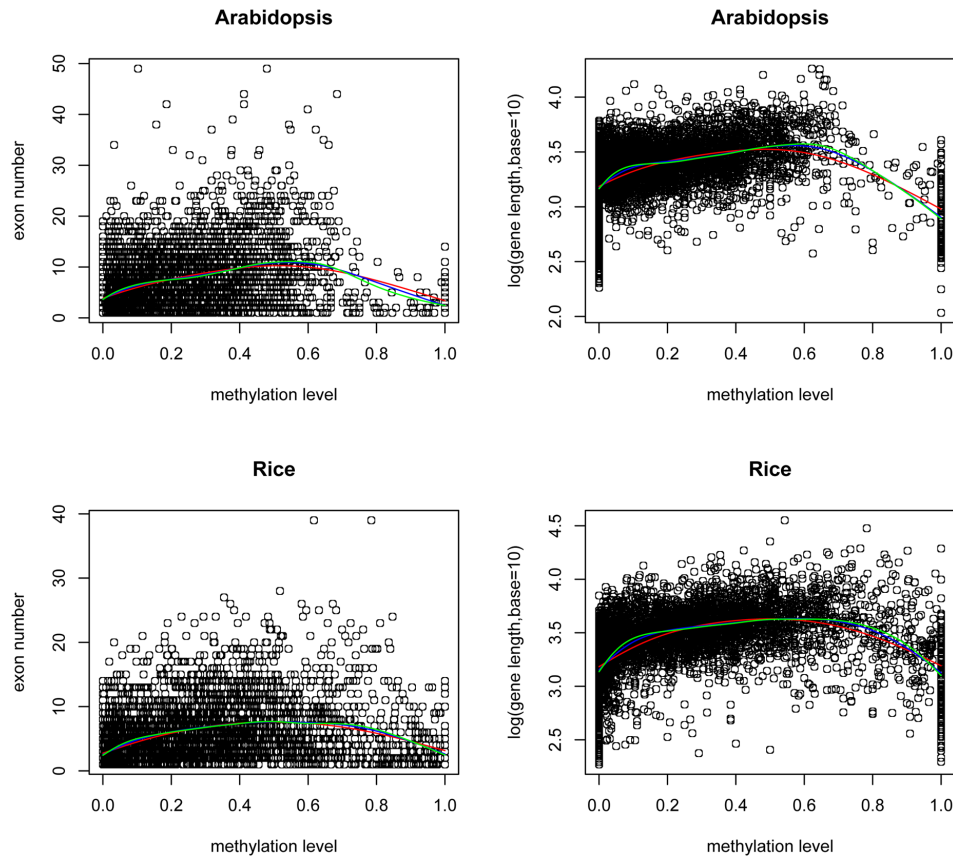 Arabidopsis
exon number
50
40
30
20
10
0
0.0 0.2 0.4 0.6 0.8 1.0
methylation level
Arabidopsis
log(gene length,base=10)
4.0
3.5
3.0
2.5
2.0
0.0 0.2 0.4 0.6 0.8 1.0
methylation level
Rice
exon number
40
30
20
10
0
0.0 0.2 0.4 0.6 0.8 1.0
methylation level
Rice
log(gene length,base=10)
4.5
4.0
3.5
3.0
2.5
0.0 0.2 0.4 0.6 0.8 1.0
methylation level